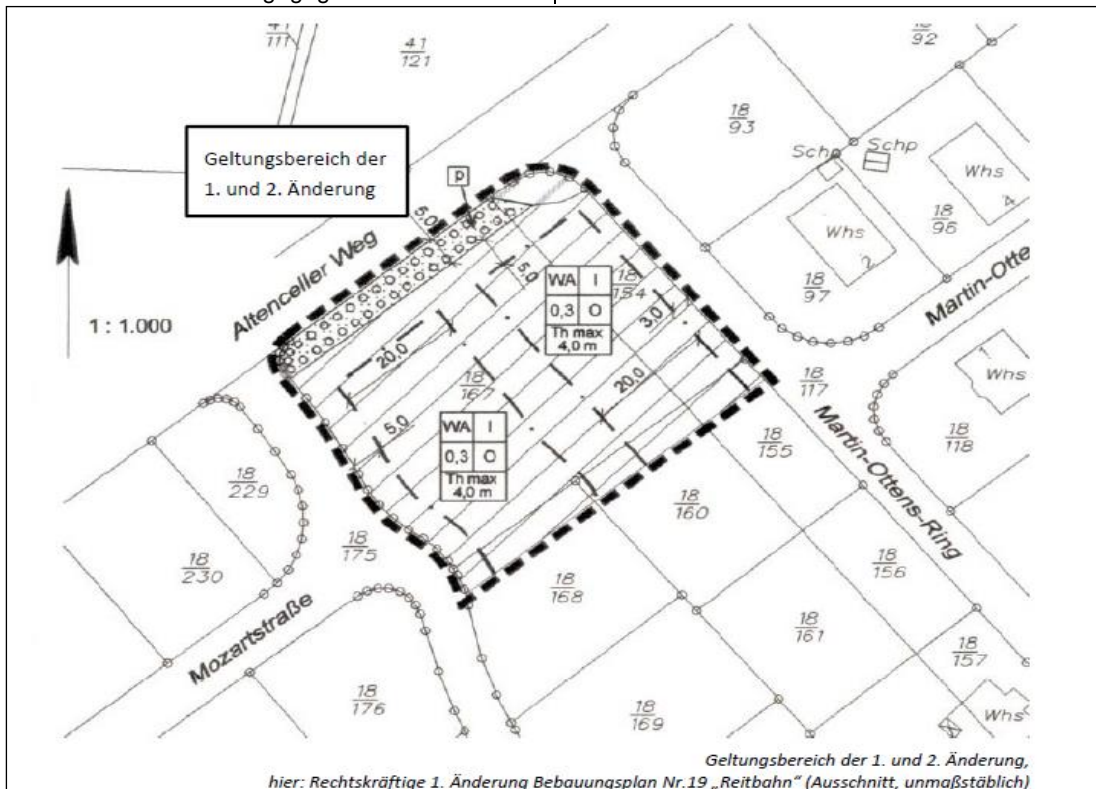 41
111
41
121
18
92
Geltungsbereich der
1. und 2. Änderung
18
93
Schp
Whs
4
18
96
P
5,0
Whs
2
Altenceller Weg
5,0
18
97
1 : 1.000
WA I
0,3 O
Th max
4,0 m
18
154
3,0
Martin-Otte
20,0
18
167
20,0
18
117
1
Whs
5,0
WA I
0,3 O
Th max
4,0 m
18
118
18
155
18
229
18
160
Martin-Ottens-Ring
18
175
18
230
18
168
18
156
18
161
Mozartstraße
18
157
18
176
18
169
Whs
Geltungsbereich der 1. und 2. Änderung,
hier: Rechtskräftige 1. Änderung Bebauungsplan Nr.19 „Reitbahn“ (Ausschnitt, unmaßstäblich)